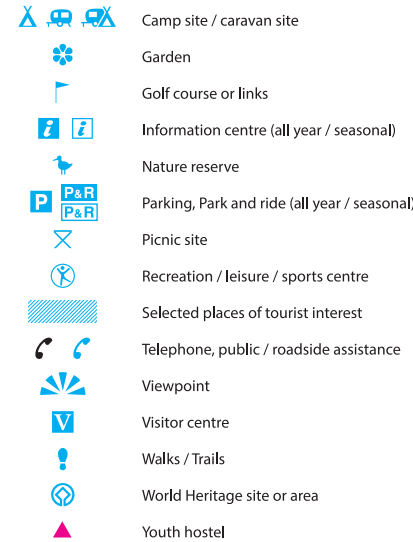 Camp site / caravan site
Garden
Golf course or links
i i Information centre (all year / seasonal)
Nature reserve
P P&R P&R Parking, Park and ride (all year / seasonal)
Picnic site
Recreation / leisure / sports centre
Selected places of tourist interest
Telephone, public / roadside assistance
Viewpoint
V Visitor centre
Walks / Trails
World Heritage site or area
Youth hostel